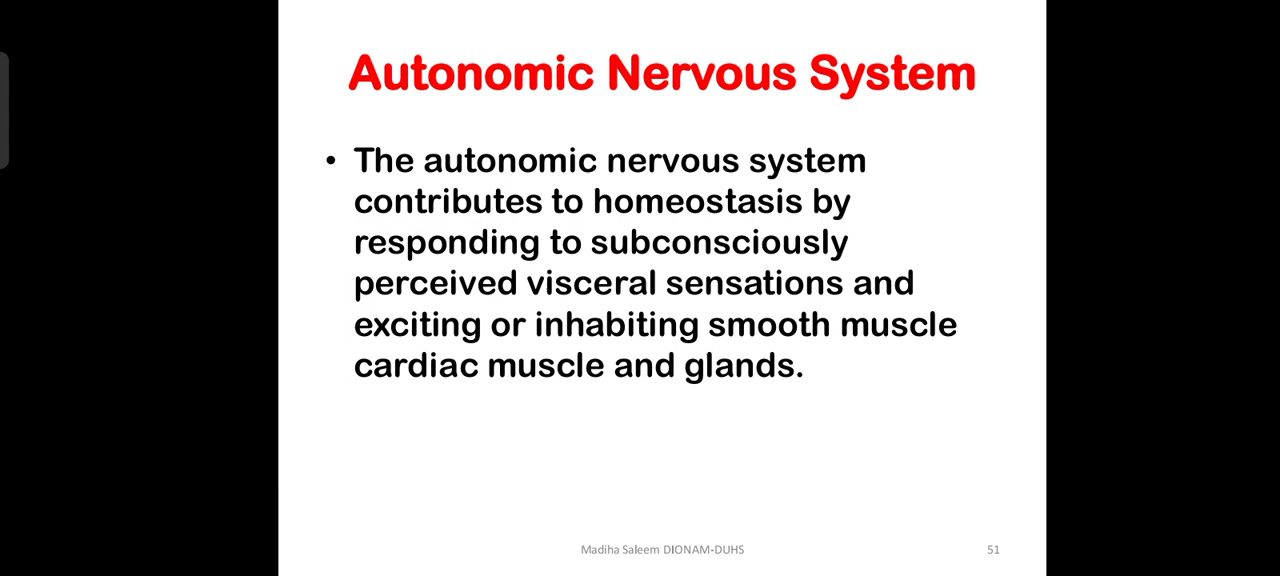 Autonomic Nervous System
• The autonomic nervous system
contributes to homeostasis by
responding to subconsciously
perceived visceral sensations and
exciting or inhabiting smooth muscle
cardiac muscle and glands.
Madiha Saleem DIONAM-DUHS
51